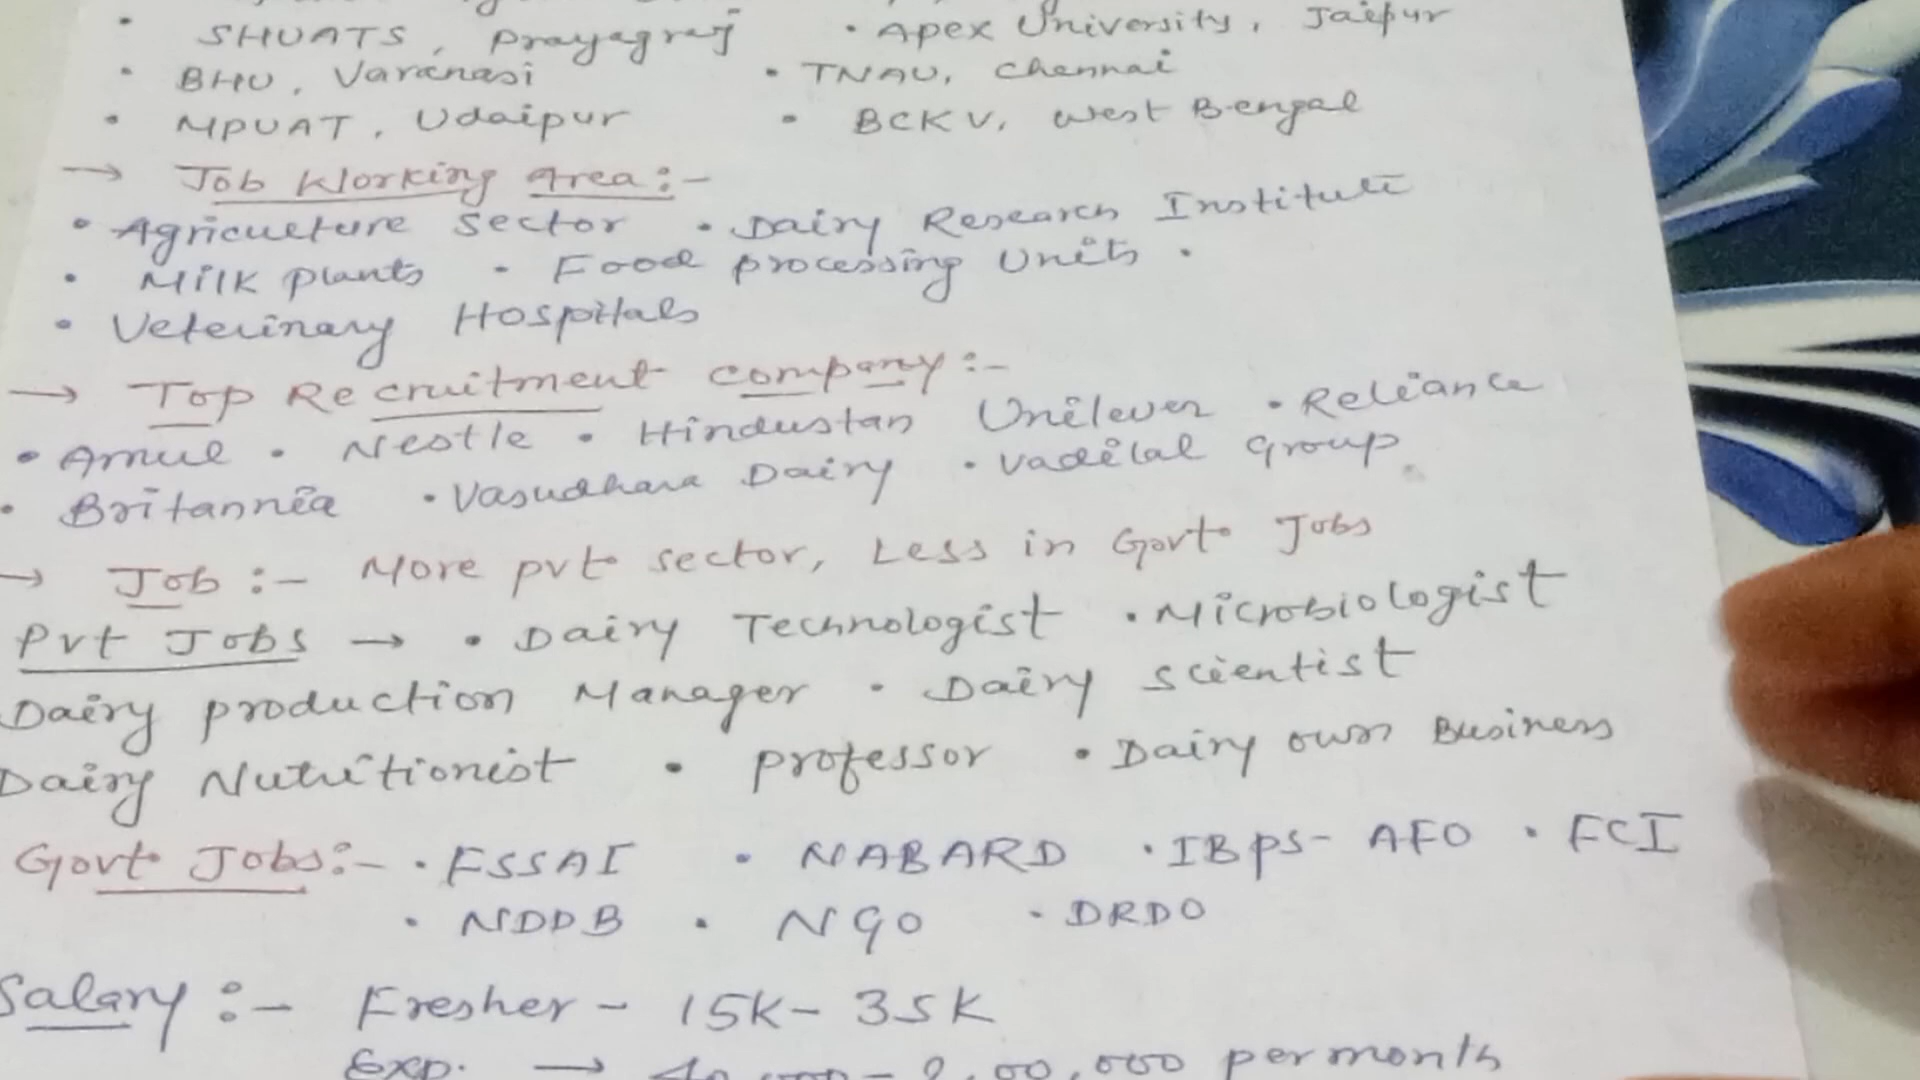 • SHUATS, Prayagraj • Apex University, Jaipur
• BHU, Varanasi • TNAU, Chennai
• MPUAT, Udaipur • BCKV, West Bengal
→ Job Working Area:-
• Agriculture Sector • Dairy Research Institute
• Milk plants • Food processing Units •
• Veterinary Hospitals
→ Top Recruitment company:-
• Amul • Nestle • Hindustan Unilever • Reliance
• Britannia • Vasudhara Dairy • Vadilal Group
→ Job:- More pvt sector, Less in Govt Jobs
Pvt Jobs → • Dairy Technologist • Microbiologist
Dairy production Manager • Dairy scientist
Dairy Nutritionist • professor • Dairy own Business
Govt Jobs:- • FSSAI • NABARD • IBPS- AFO • FCI
• NDDB • NGO • DRDO
Salary:- Fresher - 15K - 35K
Exp. → 2,00,000 per month